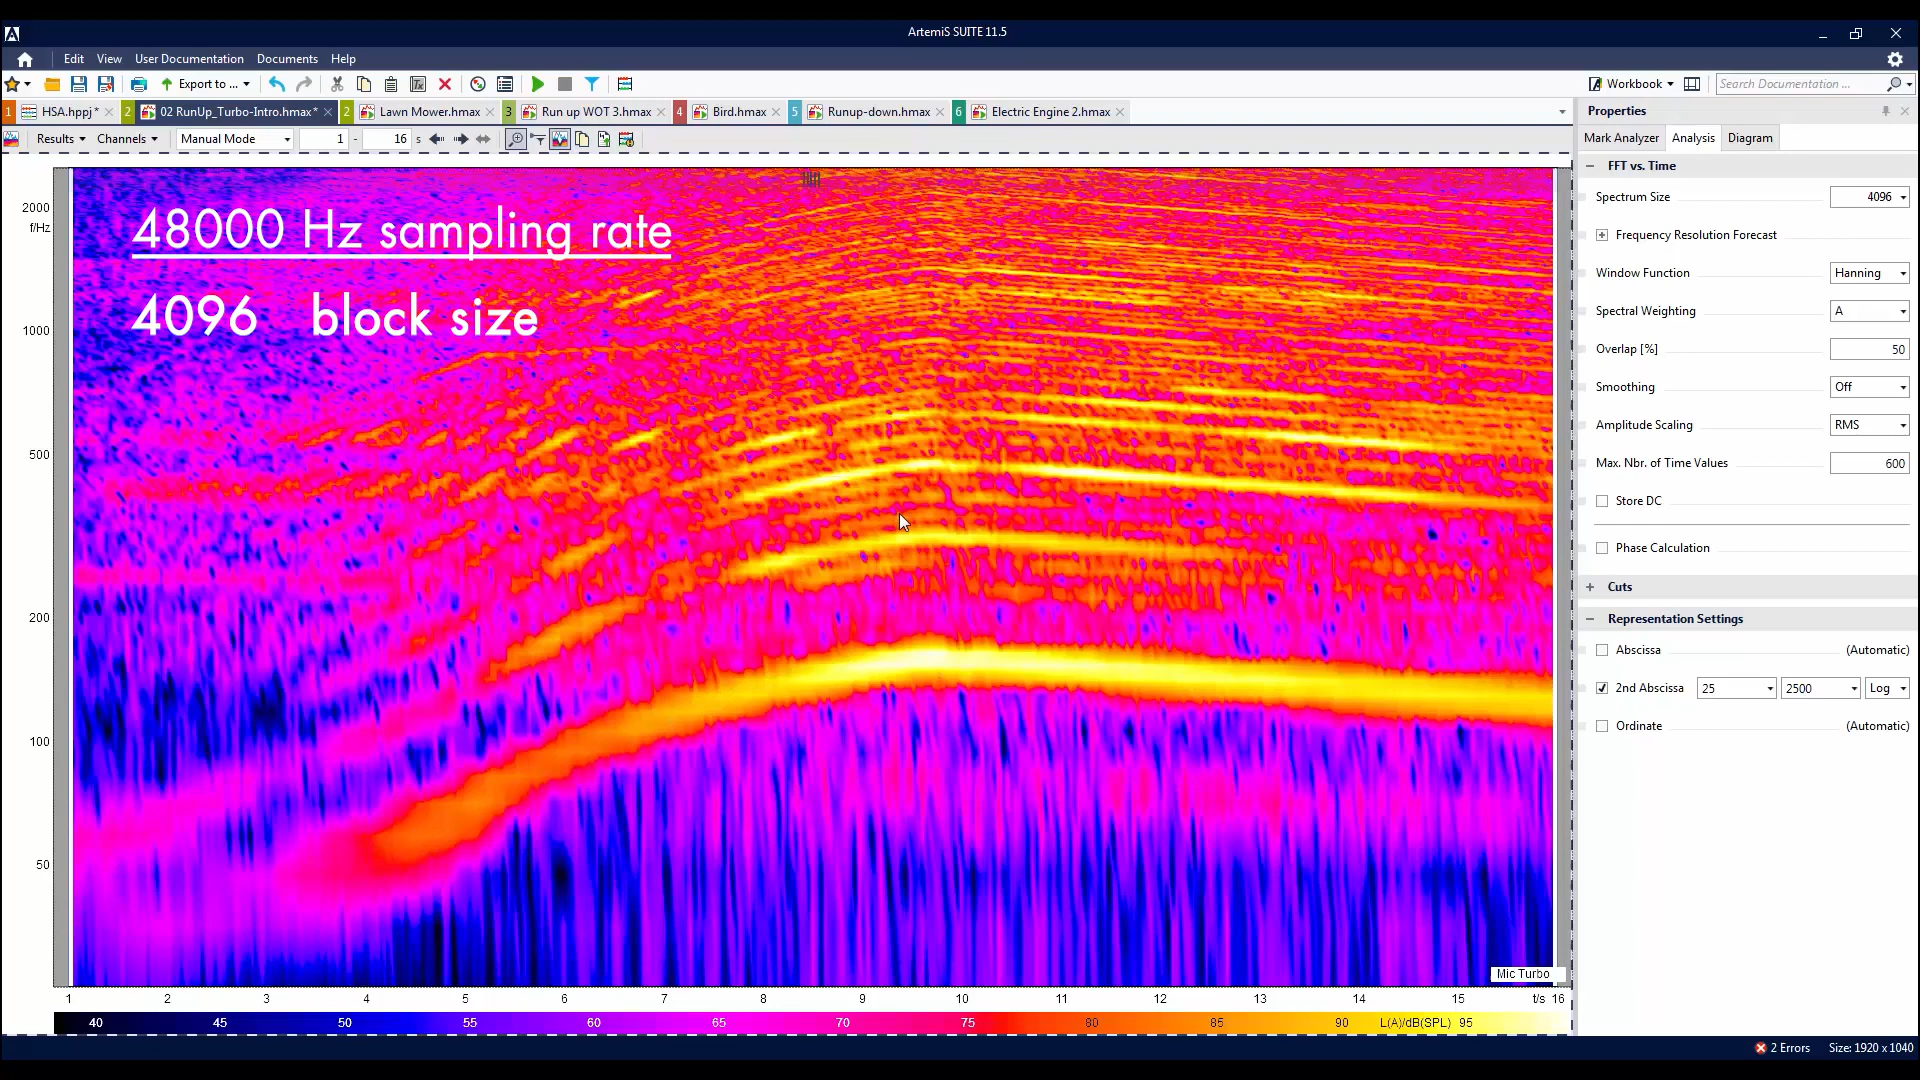 ArtemiS SUITE 11.5
Edit View User Documentation Documents Help
Export to ... Workbook Search Documentation ...
1 HSA.hppj * 2 02 RunUp_Turbo-Intro.hmax * 2 Lawn Mower.hmax 3 Run up WOT 3.hmax 4 Bird.hmax 5 Runup-down.hmax 6 Electric Engine 2.hmax
Results Channels Manual Mode 1 - 16 s
48000 Hz sampling rate
4096 block size
2000
f/Hz
1000
500
200
100
50
Mic Turbo
1 2 3 4 5 6 7 8 9 10 11 12 13 14 15 t/s 16
40 45 50 55 60 65 70 75 80 85 90 L(A)/dB(SPL) 95
Properties
Mark Analyzer Analysis Diagram
FFT vs. Time
Spectrum Size 4096
Frequency Resolution Forecast
Window Function Hanning
Spectral Weighting A
Overlap [%] 50
Smoothing Off
Amplitude Scaling RMS
Max. Nbr. of Time Values 600
Store DC
Phase Calculation
Cuts
Representation Settings
Abscissa (Automatic)
2nd Abscissa 25 2500 Log
Ordinate (Automatic)
2 Errors Size: 1920 x 1040